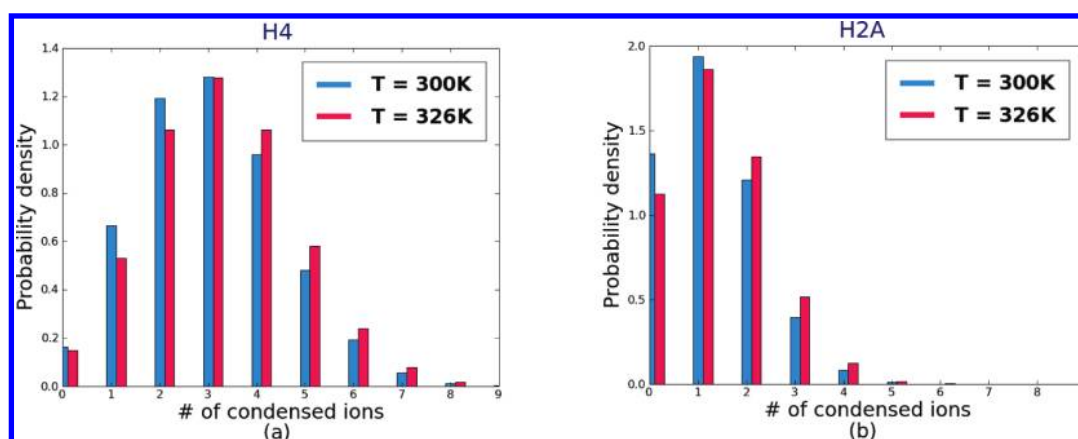 H4
1.4
1.2
1.0
0.8
0.6
0.4
0.2
0.0
Probability density
T = 300K
T = 326K
0 1 2 3 4 5 6 7 8 9
# of condensed ions
(a)
H2A
2.0
1.5
1.0
0.5
0.0
Probability density
T = 300K
T = 326K
0 1 2 3 4 5 6 7 8
# of condensed ions
(b)